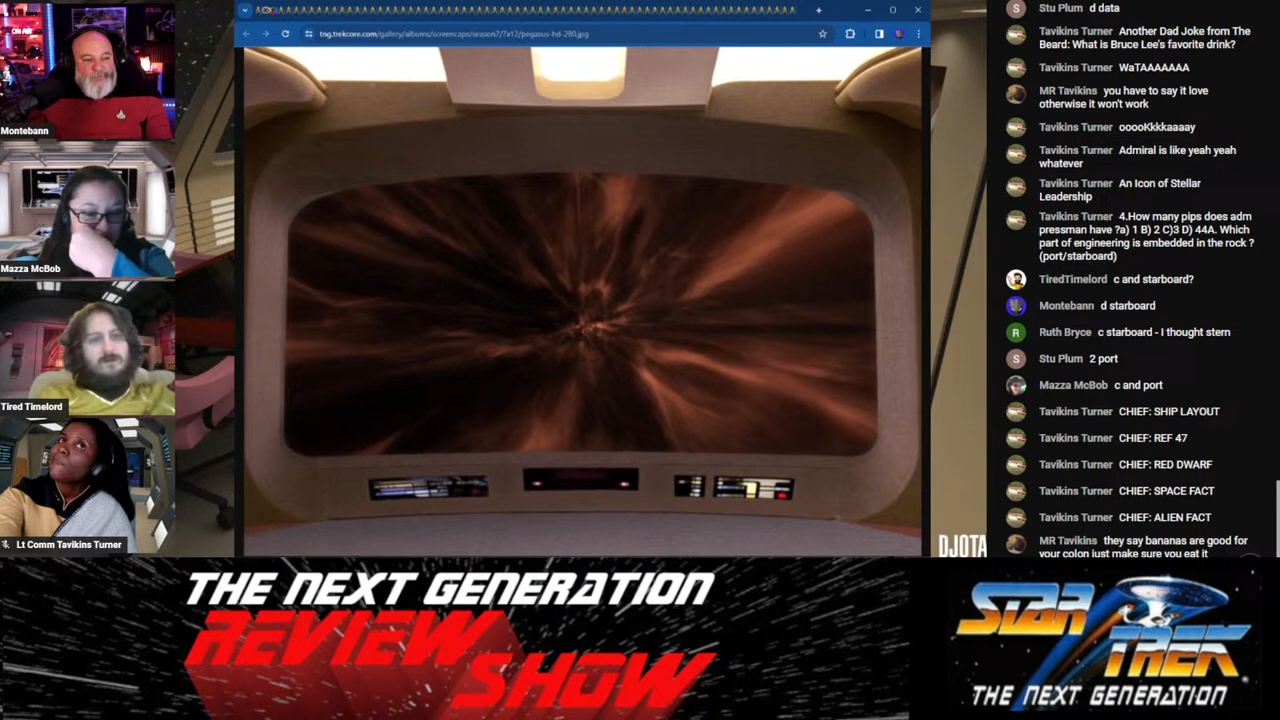 ON AIR
Montebann
Mazza McBob
Tired Timelord
Lt Comm Tavikins Turner
tng.trekcore.com/gallery/albums/screencaps/season7/7x12/pegasus-hd-280.jpg
DJOTA
Stu Plum d data
Tavikins Turner Another Dad Joke from The
Beard: What is Bruce Lee's favorite drink?
Tavikins Turner WaTAAAAAAA
MR Tavikins you have to say it love
otherwise it won't work
Tavikins Turner ooooKkkkaaaay
Tavikins Turner Admiral is like yeah yeah
whatever
Tavikins Turner An Icon of Stellar
Leadership
Tavikins Turner 4.How many pips does adm
pressman have ?a) 1 B) 2 C)3 D) 44A. Which
part of engineering is embedded in the rock ?
(port/starboard)
TiredTimelord c and starboard?
Montebann d starboard
R
Ruth Bryce c starboard - I thought stern
S
Stu Plum 2 port
Mazza McBob c and port
Tavikins Turner CHIEF: SHIP LAYOUT
Tavikins Turner CHIEF: REF 47
Tavikins Turner CHIEF: RED DWARF
Tavikins Turner CHIEF: SPACE FACT
Tavikins Turner CHIEF: ALIEN FACT
MR Tavikins they say bananas are good for
your colon just make sure you eat it
THE NEXT GENERATION
REVIEW
SHOW
STAR
TREK
THE NEXT GENERATION